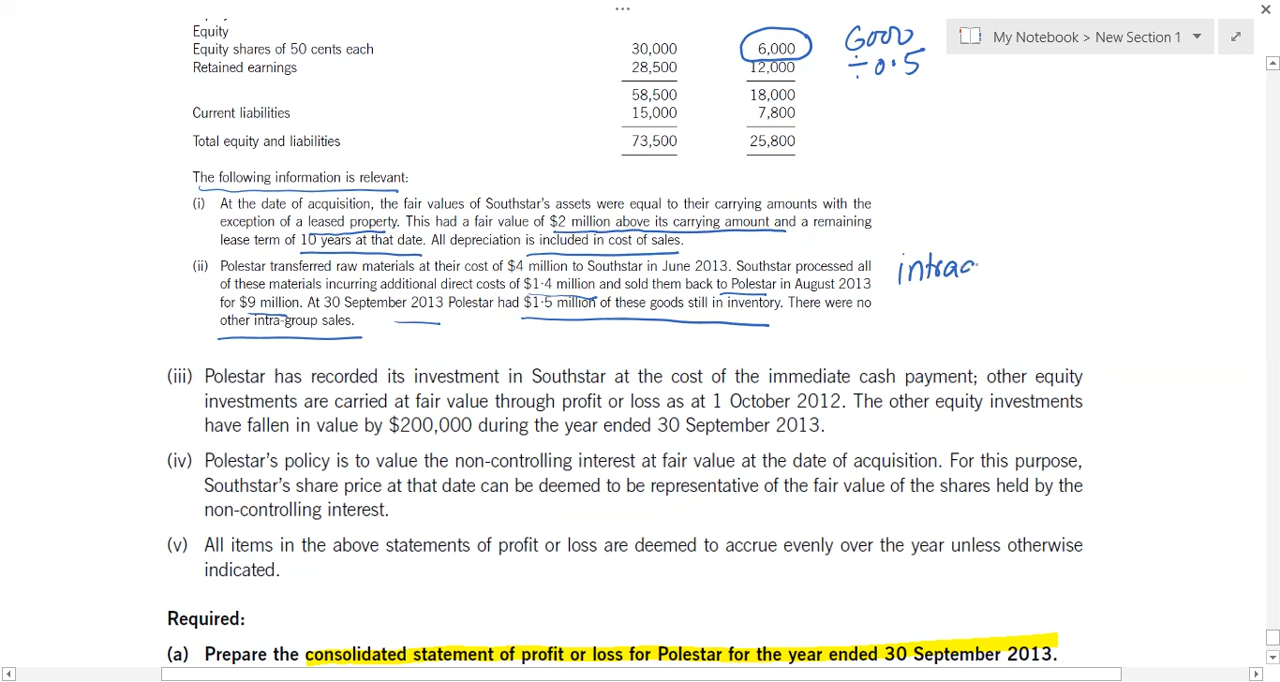 My Notebook > New Section 1
Equity
Equity shares of 50 cents each 30,000 6,000 6000
Retained earnings 28,500 12,000 ÷ 0.5
58,500 18,000
Current liabilities 15,000 7,800
Total equity and liabilities 73,500 25,800
The following information is relevant:
(i) At the date of acquisition, the fair values of Southstar's assets were equal to their carrying amounts with the
exception of a leased property. This had a fair value of $2 million above its carrying amount and a remaining
lease term of 10 years at that date. All depreciation is included in cost of sales.
(ii) Polestar transferred raw materials at their cost of $4 million to Southstar in June 2013. Southstar processed all
of these materials incurring additional direct costs of $1·4 million and sold them back to Polestar in August 2013
for $9 million. At 30 September 2013 Polestar had $1·5 million of these goods still in inventory. There were no
other intra-group sales.
intrac
(iii) Polestar has recorded its investment in Southstar at the cost of the immediate cash payment; other equity
investments are carried at fair value through profit or loss as at 1 October 2012. The other equity investments
have fallen in value by $200,000 during the year ended 30 September 2013.
(iv) Polestar's policy is to value the non-controlling interest at fair value at the date of acquisition. For this purpose,
Southstar's share price at that date can be deemed to be representative of the fair value of the shares held by the
non-controlling interest.
(v) All items in the above statements of profit or loss are deemed to accrue evenly over the year unless otherwise
indicated.
Required:
(a) Prepare the consolidated statement of profit or loss for Polestar for the year ended 30 September 2013.